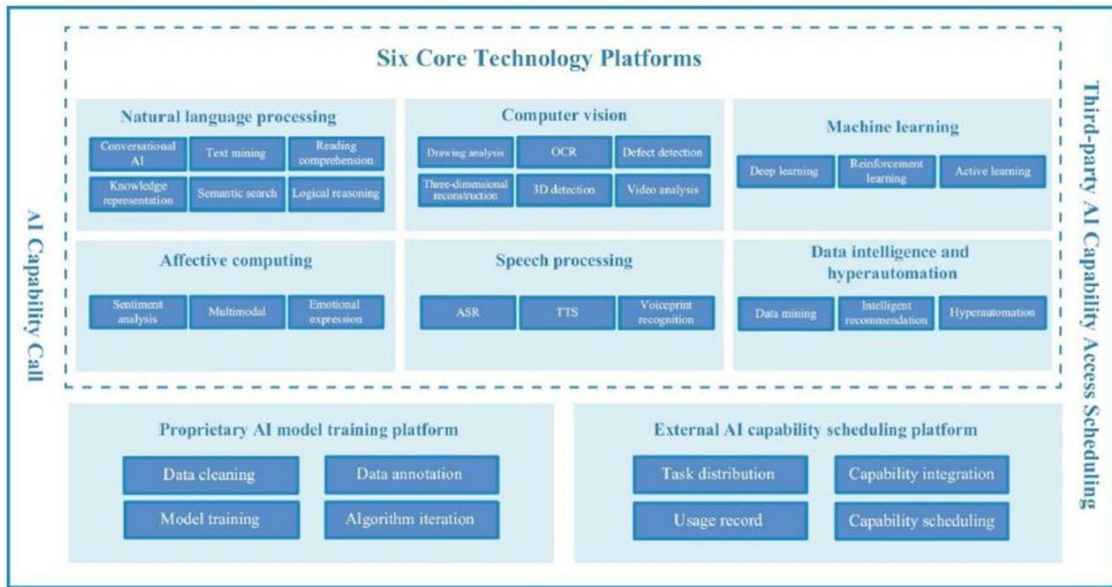 Six Core Technology Platforms
Natural language processing
Conversational
AI
Text mining
Reading
comprehension
Knowledge
representation
Semantic search
Logical reasoning
Computer vision
Drawing analysis
OCR
Defect detection
Three-dimensional
reconstruction
3D detection
Video analysis
Machine learning
Deep learning
Reinforcement
learning
Active learning
Affective computing
Sentiment
analysis
Multimodal
Emotional
expression
Speech processing
ASR
TTS
Voiceprint
recognition
Data intelligence and
hyperautomation
Data mining
Intelligent
recommendation
Hyperautomation
AI Capability Call
Third-party AI Capability Access Scheduling
Proprietary AI model training platform
Data cleaning
Data annotation
Model training
Algorithm iteration
External AI capability scheduling platform
Task distribution
Capability integration
Usage record
Capability scheduling